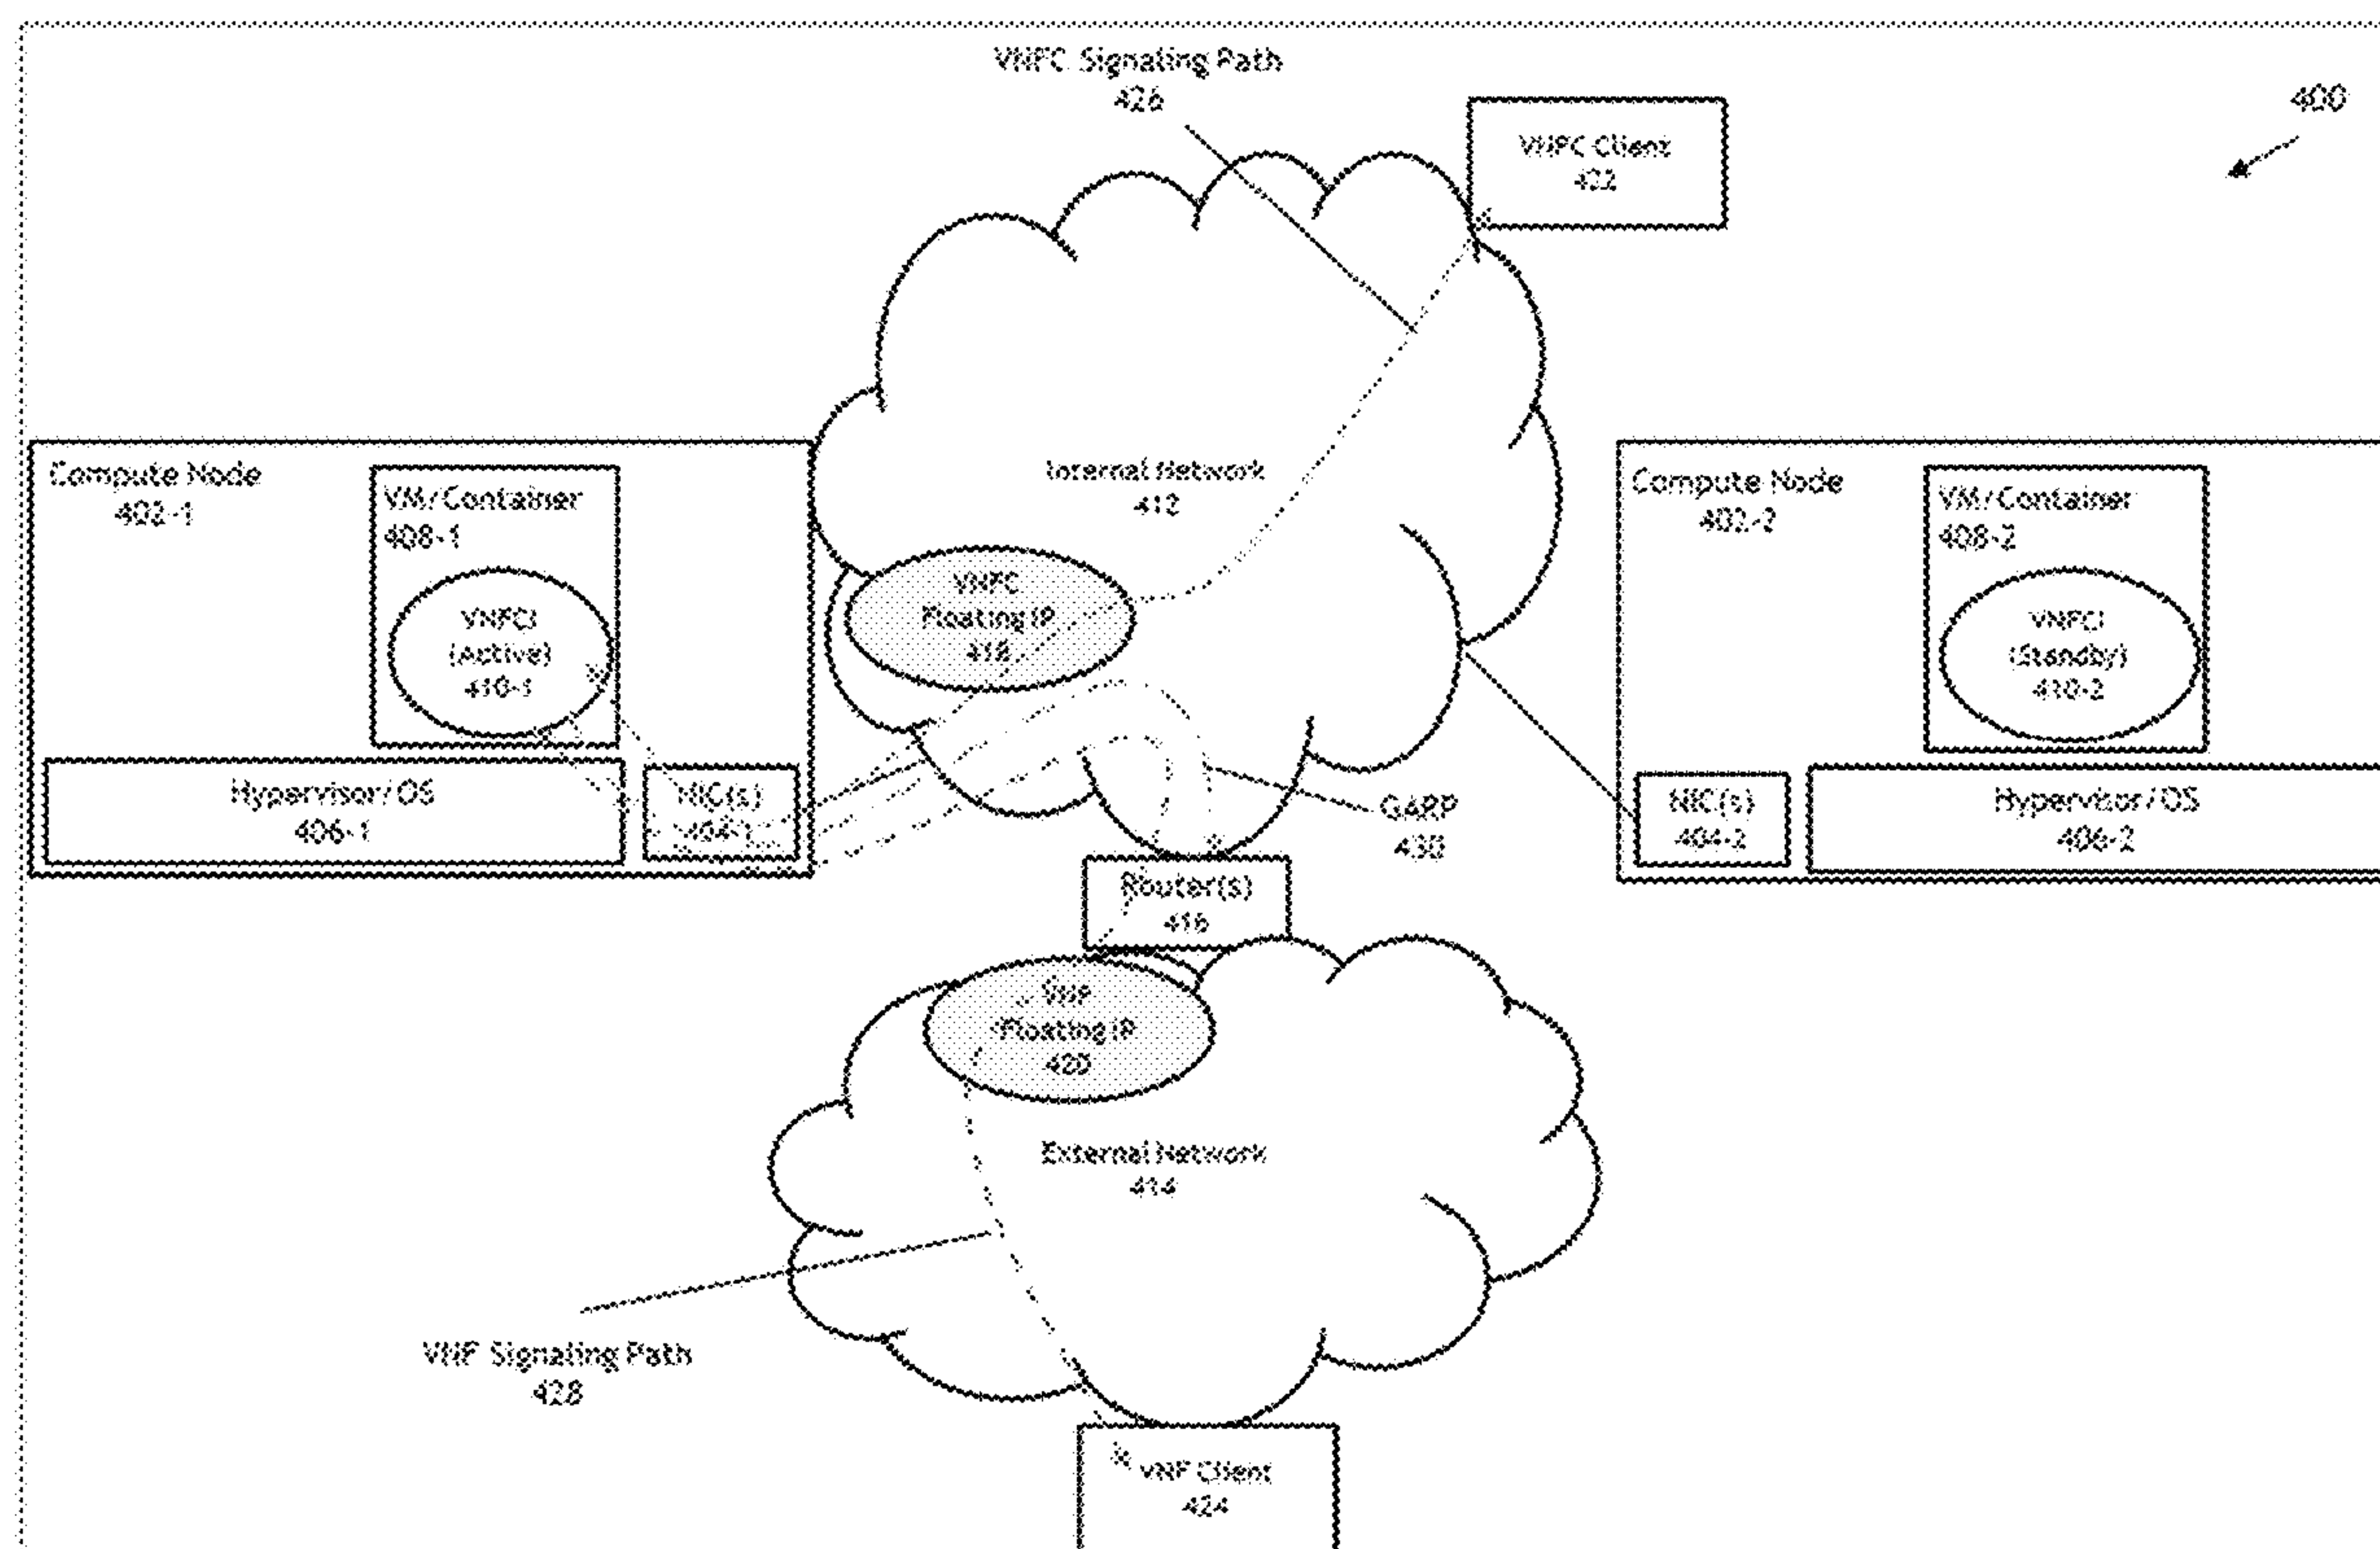 VNFC Signaling Path
426
400
VNFC Client
422
Internal Network
412
Compute Node
402-1
VM/Container
408-1
VNFCI
(Active)
410-1
Hypervisor/OS
406-1
NIC(s)
404-1
VNFC
Floating IP
418
Compute Node
402-2
VM/Container
408-2
VNFCI
(Standby)
410-2
NIC(s)
404-2
Hypervisor/OS
406-2
GARP
430
Router(s)
416
VNF
Floating IP
420
External Network
414
VNF Signaling Path
428
VNF Client
424